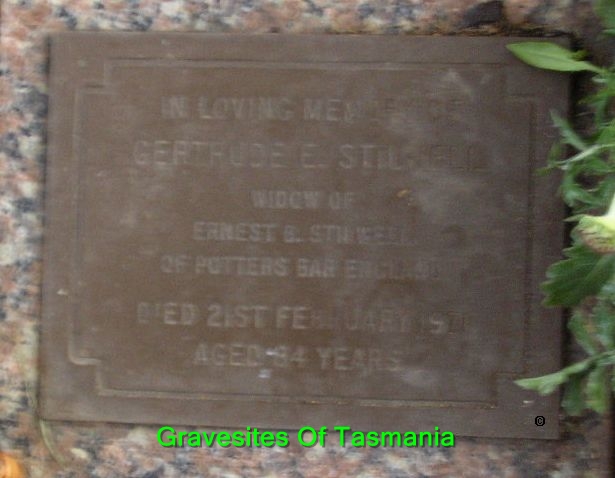 IN LOVING MEMORY OF
GERTRUDE E. STILWELL
WIDOW OF
ERNEST B. STILWELL
OF POTTERS BAR ENGLAND
DIED 21ST FEBRUARY
AGED 84 YEARS
©
Gravesites Of Tasmania